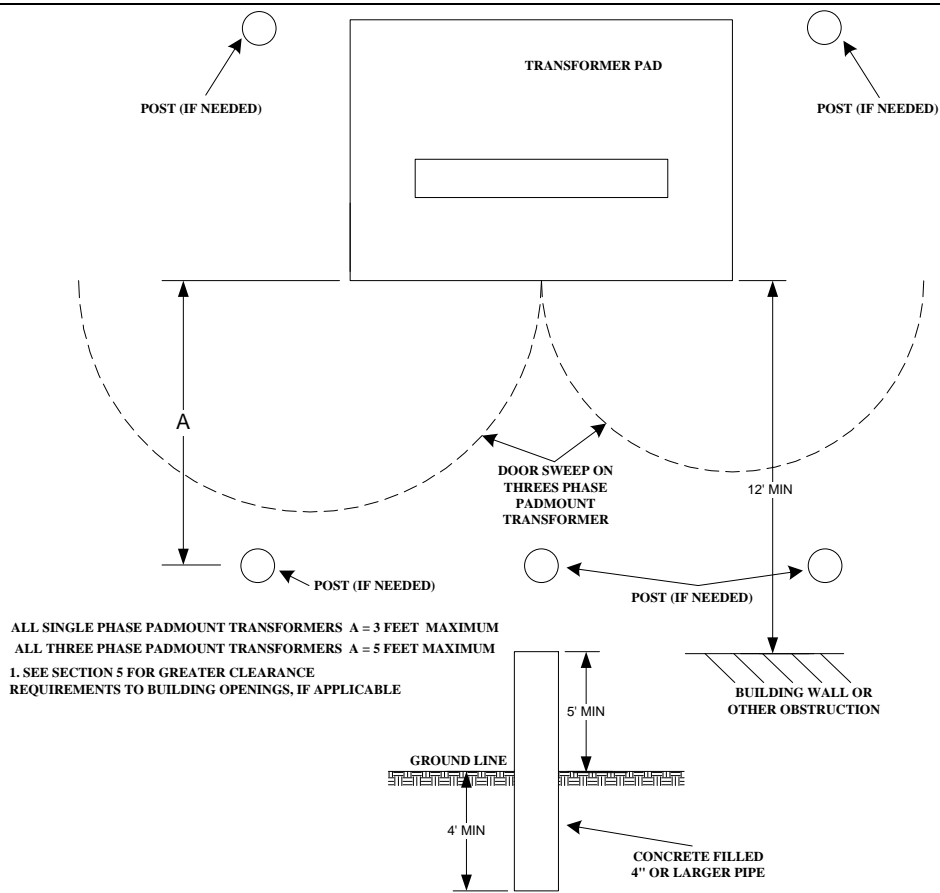 TRANSFORMER PAD
POST (IF NEEDED)
POST (IF NEEDED)
A
DOOR SWEEP ON
THREES PHASE
PADMOUNT
TRANSFORMER
12' MIN
POST (IF NEEDED)
POST (IF NEEDED)
ALL SINGLE PHASE PADMOUNT TRANSFORMERS A = 3 FEET MAXIMUM
ALL THREE PHASE PADMOUNT TRANSFORMERS A = 5 FEET MAXIMUM
1. SEE SECTION 5 FOR GREATER CLEARANCE
REQUIREMENTS TO BUILDING OPENINGS, IF APPLICABLE
BUILDING WALL OR
OTHER OBSTRUCTION
5' MIN
GROUND LINE
4' MIN
CONCRETE FILLED
4" OR LARGER PIPE